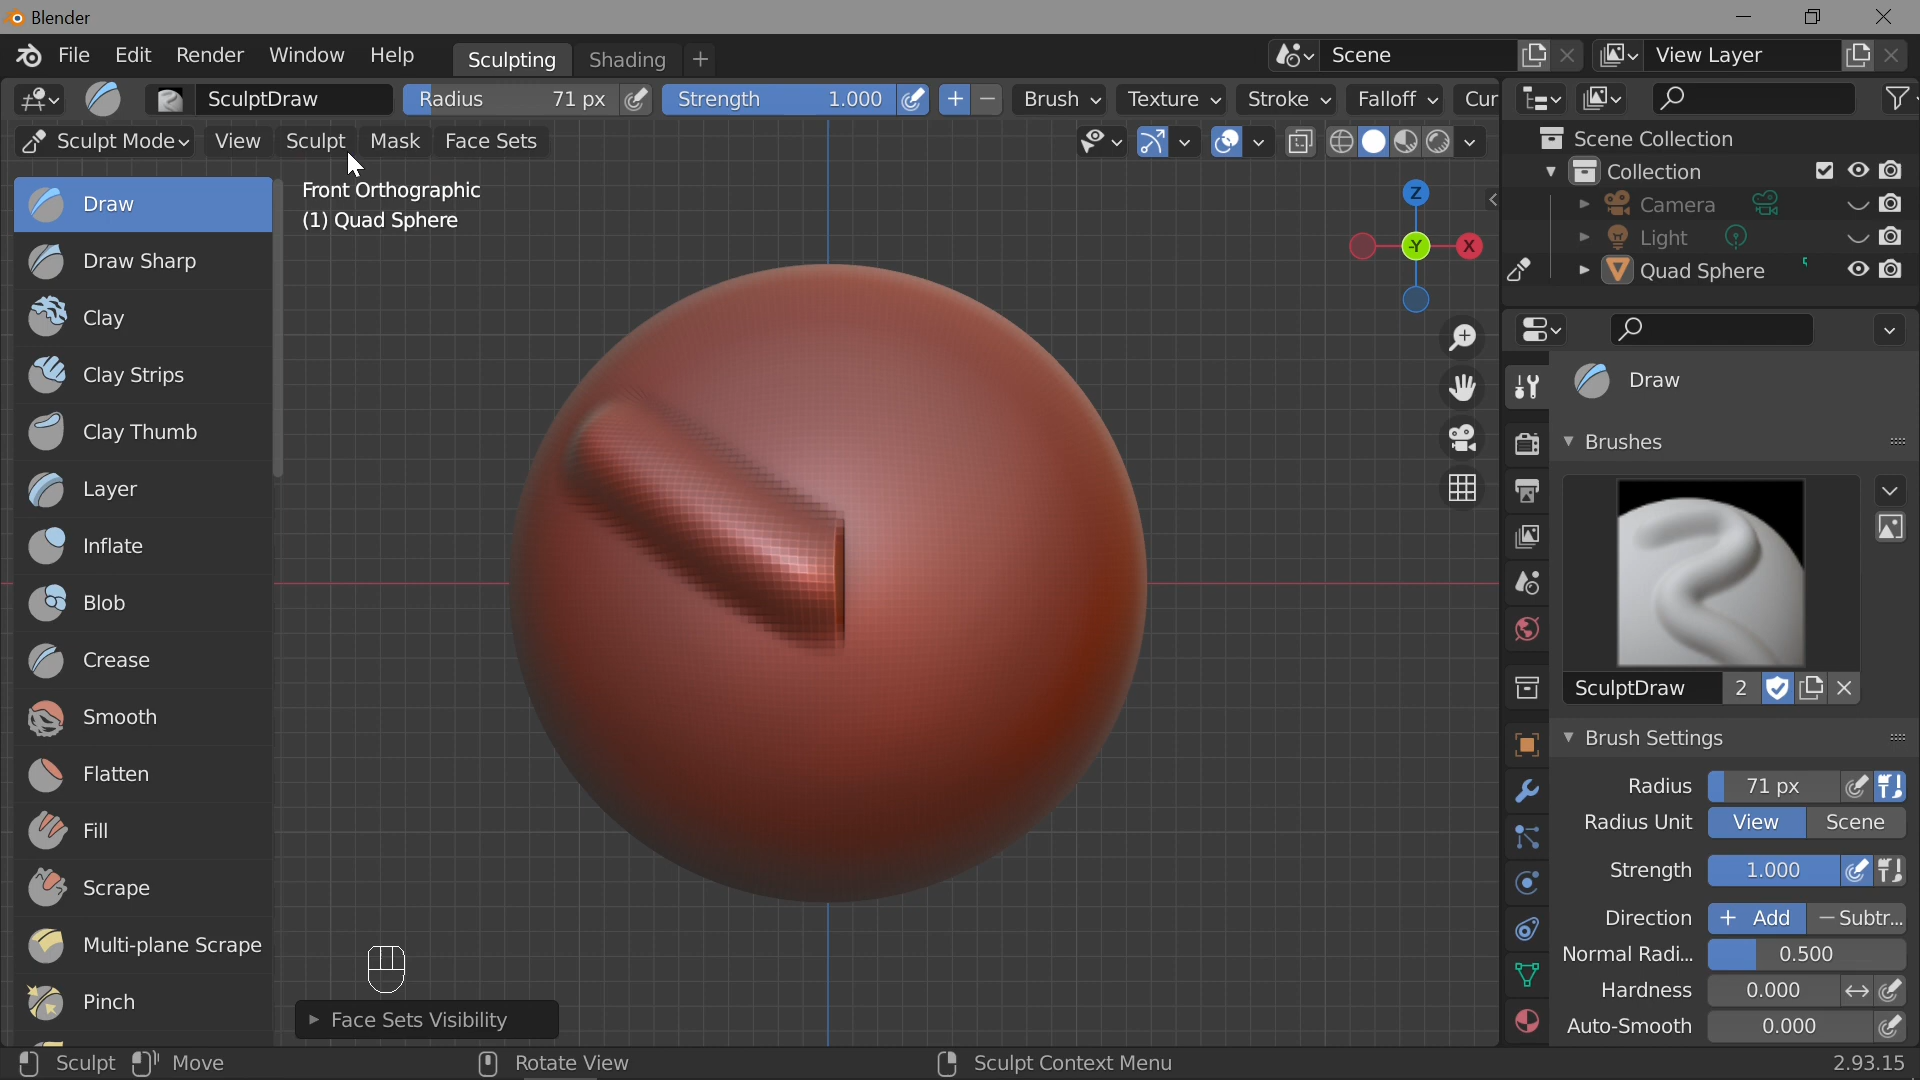 Blender
File Edit Render Window Help Sculpting Shading + Scene View Layer
SculptDraw Radius 71 px Strength 1.000 + − Brush Texture Stroke Falloff Cur
Sculpt Mode View Sculpt Mask Face Sets
Front Orthographic
(1) Quad Sphere
Draw
Draw Sharp
Clay
Clay Strips
Clay Thumb
Layer
Inflate
Blob
Crease
Smooth
Flatten
Fill
Scrape
Multi-plane Scrape
Pinch
Z
-Y X
Face Sets Visibility
Scene Collection
Collection
Camera
Light
Quad Sphere
Draw
Brushes
SculptDraw 2
Brush Settings
Radius 71 px
Radius Unit View Scene
Strength 1.000
Direction + Add − Subtr...
Normal Radi... 0.500
Hardness 0.000
Auto-Smooth 0.000
Sculpt Move Rotate View Sculpt Context Menu 2.93.15